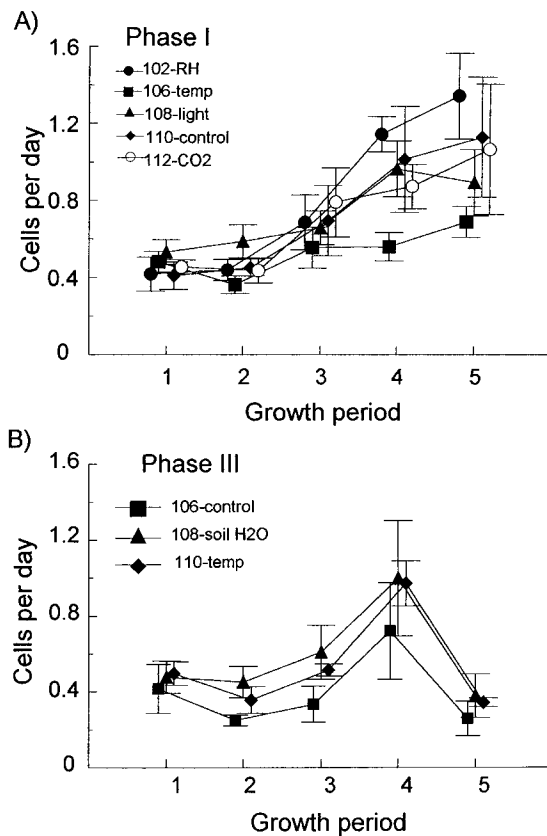 A)
Phase I
102-RH
106-temp
108-light
110-control
112-CO2
Cells per day
1.6
1.2
0.8
0.4
0
1 2 3 4 5
Growth period
B)
Phase III
106-control
108-soil H2O
110-temp
Cells per day
1.6
1.2
0.8
0.4
0
1 2 3 4 5
Growth period